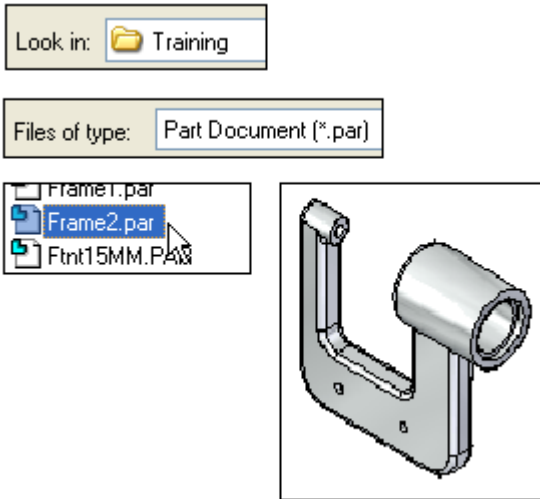 Look in: Training
Files of type: Part Document (*.par)
Frame1.par
Frame2.par
Ftnt15MM.PAR